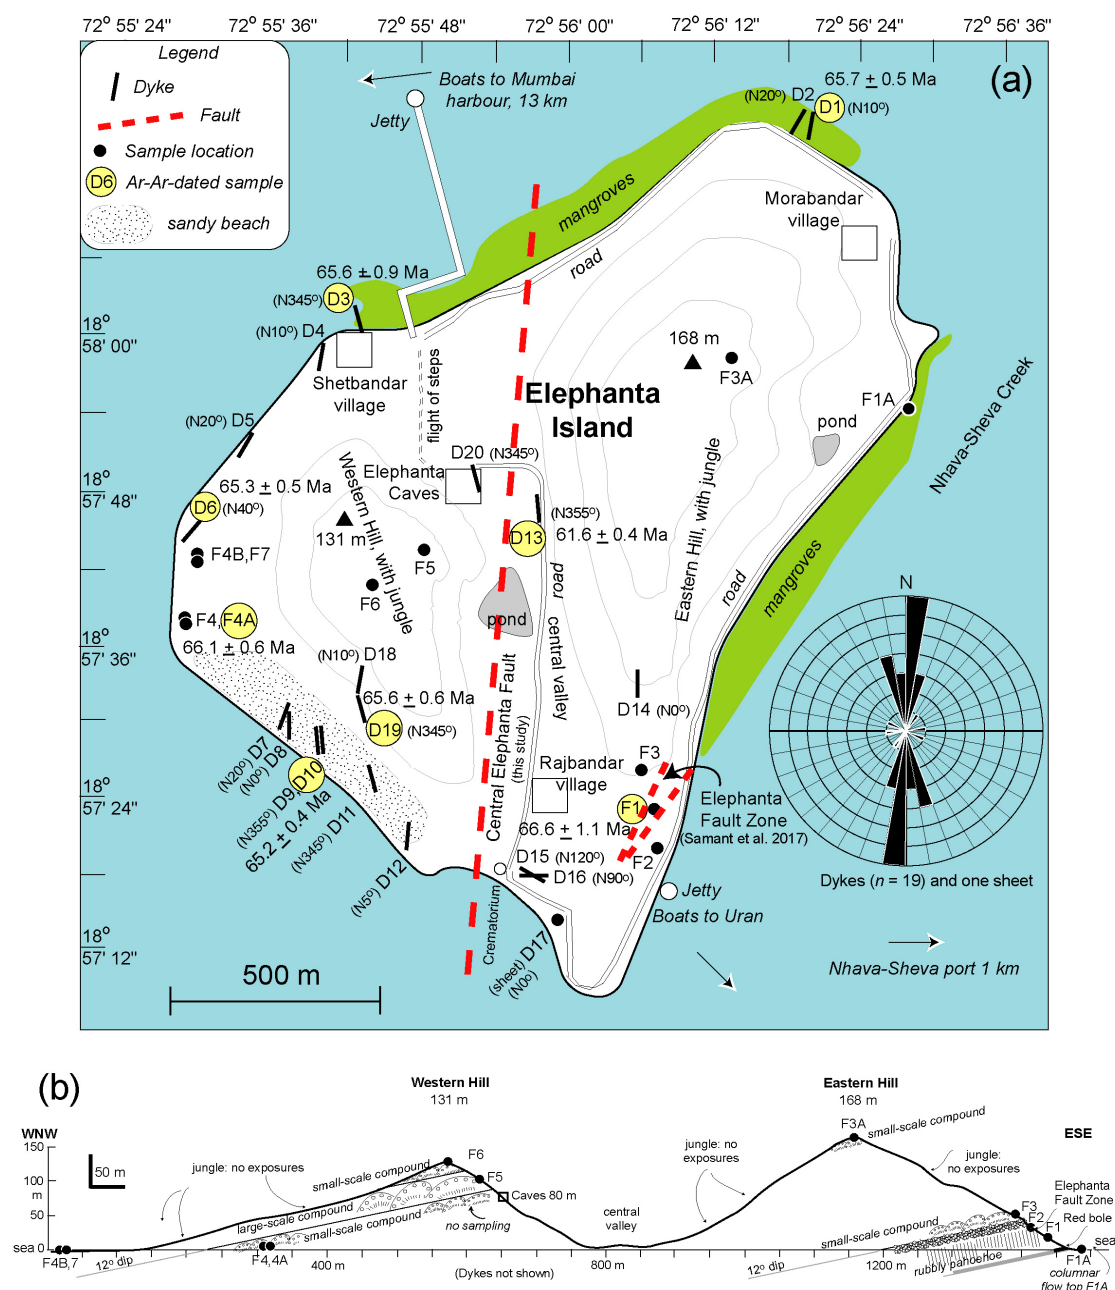 72° 55' 24" 72° 55' 48" 72° 56' 00" 72° 56' 12" 72° 56' 24" 72° 56' 36"
(a)
Legend
Dyke
Fault
Sample location
D6 Ar-Ar-dated sample
sandy beach
Boats to Mumbai
harbour, 13 km
Jetty
65.7 ± 0.5 Ma
(N20°) D2 D1 (N10°)
mangroves
road
Morabandar
village
65.6 ± 0.9 Ma
(N345°) D3
(N10°) D4
18°
58' 00"
Shetbandar
village
flight of steps
168 m
F3A
Elephanta
Island
F1A
pond
Nhava-Sheva Creek
(N20°) D5
D20 (N345°)
Elephanta
Caves
18°
57' 48"
65.3 ± 0.5 Ma
D6 (N40°)
Western Hill, with jungle
131 m
(N355°)
D13 61.6 ± 0.4 Ma
Eastern Hill, with jungle
F4B,F7
F5
F6
road
road
mangroves
N
pond
F4, F4A
66.1 ± 0.6 Ma
18°
57' 36"
(N10°) D18
65.6 ± 0.6 Ma
D19 (N345°)
Central Elephanta Fault
(this study)
central valley
D14 (N0°)
(N20°) D7
(N0°) D8
(N355°) D9, D10
65.2 ± 0.4 Ma
(N345°) D11
(N5°) D12
F3
Rajbandar
village
F1
66.6 ± 1.1 Ma
Elephanta
Fault Zone
(Samant et al. 2017)
18°
57' 24"
F2
D15 (N120°)
D16 (N90°)
Dykes (n = 19) and one sheet
Crematorium
Jetty
Boats to Uran
(sheet) D17
(N0°)
18°
57' 12"
500 m
Nhava-Sheva port 1 km
(b)
Western Hill
131 m
Eastern Hill
168 m
WNW
ESE
150
100
m
50
sea 0
50 m
jungle: no exposures
small-scale compound
F6
F5
Caves 80 m
large-scale compound
small-scale compound
no sampling
F4B,7
12° dip
F4,4A
400 m
(Dykes not shown)
central
valley
800 m
jungle: no
exposures
F3A
small-scale compound
jungle:
no exposures
Elephanta
Fault Zone
F3
F2
F1
Red bole
sea
small-scale compound
12° dip
1200 m
rubbly pahoehoe
F1A
columnar
flow top F1A